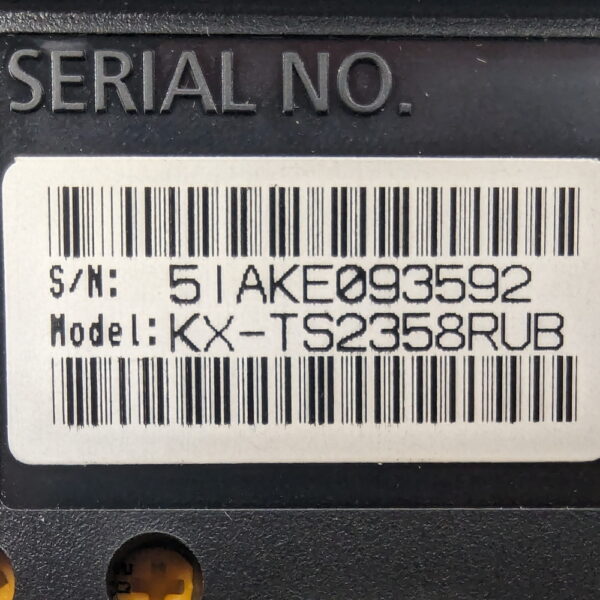 SERIAL NO.
S/N: 5IAKE093592
Model: KX-TS2358RUB